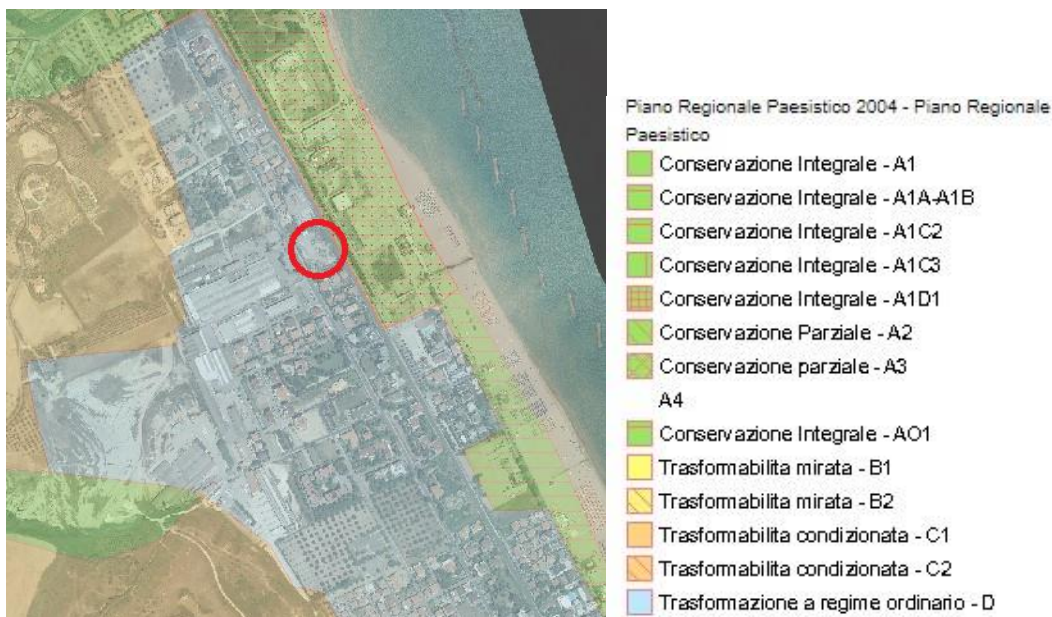 Piano Regionale Paesistico 2004 - Piano Regionale
Paesistico
Conservazione Integrale - A1
Conservazione Integrale - A1A-A1B
Conservazione Integrale - A1C2
Conservazione Integrale - A1C3
Conservazione Integrale - A1D1
Conservazione Parziale - A2
Conservazione parziale - A3
A4
Conservazione Integrale - AO1
Trasformabilita mirata - B1
Trasformabilita mirata - B2
Trasformabilita condizionata - C1
Trasformabilita condizionata - C2
Trasformazione a regime ordinario - D